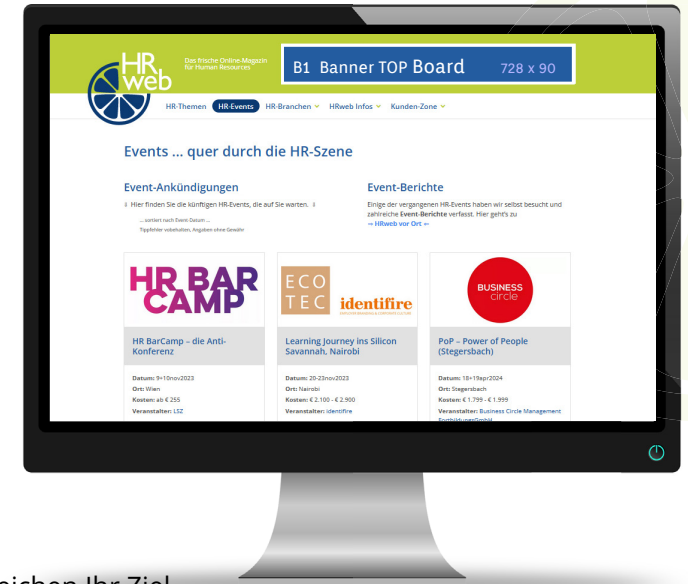 HR
web
Das frische Online-Magazin
für Human Resources
B1 Banner TOP Board 728 x 90
HR-Themen HR-Events HR-Branchen HRweb Infos Kunden-Zone
Events ... quer durch die HR-Szene
Event-Ankündigungen
⇓ Hier finden Sie die künftigen HR-Events, die auf Sie warten. ⇓
... sortiert nach Event-Datum ...
Tippfehler vobehalten, Angaben ohne Gewähr
Event-Berichte
Einige der vergangenen HR-Events haben wir selbst besucht und
zahlreiche Event-Berichte verfasst. Hier geht's zu
⇒ HRweb vor Ort ⇐
HR BAR
CAMP
HR BarCamp – die Anti-
Konferenz
Datum: 9+10nov2023
Ort: Wien
Kosten: ab € 255
Veranstalter: LSZ
ECO
TEC
identifire
Learning Journey ins Silicon
Savannah, Nairobi
Datum: 20-23nov2023
Ort: Nairobi
Kosten: € 2.100 - € 2.900
Veranstalter: identifire
BUSINESS
circle
PoP – Power of People
(Stegersbach)
Datum: 18+19apr2024
Ort: Stegersbach
Kosten: € 1.799 - € 1.999
Veranstalter: Business Circle Management
FortbildungsGmbH
Ihr Ziel